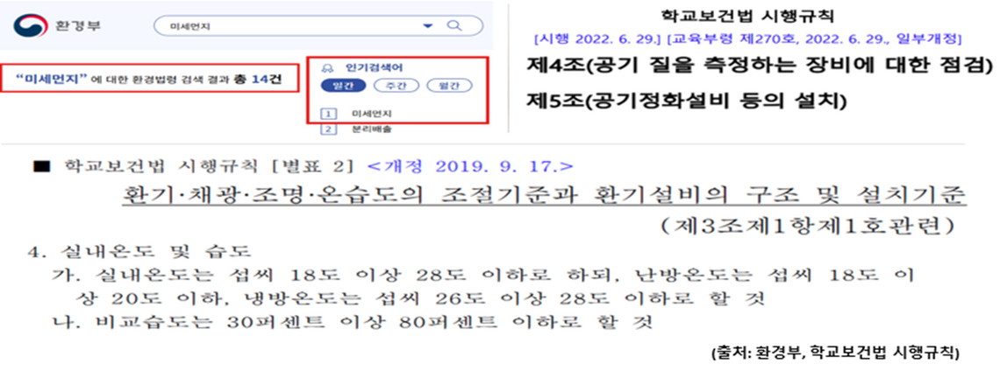 환경부
미세먼지
“미세먼지” 에 대한 환경법령 검색 결과 총 14건
인기검색어
일간 주간 월간
1 미세먼지
2 분리배출
학교보건법 시행규칙
[시행 2022. 6. 29.] [교육부령 제270호, 2022. 6. 29., 일부개정]
제4조(공기 질을 측정하는 장비에 대한 점검)
제5조(공기정화설비 등의 설치)
■ 학교보건법 시행규칙 [별표 2] <개정 2019. 9. 17.>
환기·채광·조명·온습도의 조절기준과 환기설비의 구조 및 설치기준
(제3조제1항제1호관련)
4. 실내온도 및 습도
가. 실내온도는 섭씨 18도 이상 28도 이하로 하되, 난방온도는 섭씨 18도 이
상 20도 이하, 냉방온도는 섭씨 26도 이상 28도 이하로 할 것
나. 비교습도는 30퍼센트 이상 80퍼센트 이하로 할 것
(출처: 환경부, 학교보건법 시행규칙)